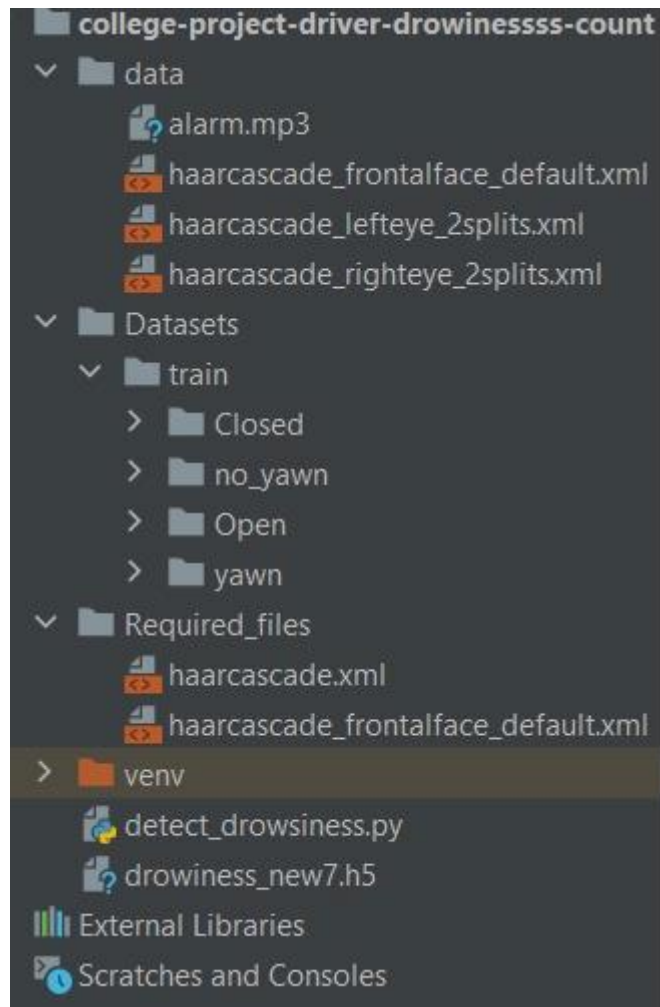 college-project-driver-drowinessss-count
data
alarm.mp3
haarcascade_frontalface_default.xml
haarcascade_lefteye_2splits.xml
haarcascade_righteye_2splits.xml
Datasets
train
Closed
no_yawn
Open
yawn
Required_files
haarcascade.xml
haarcascade_frontalface_default.xml
venv
detect_drowsiness.py
drowiness_new7.h5
External Libraries
Scratches and Consoles